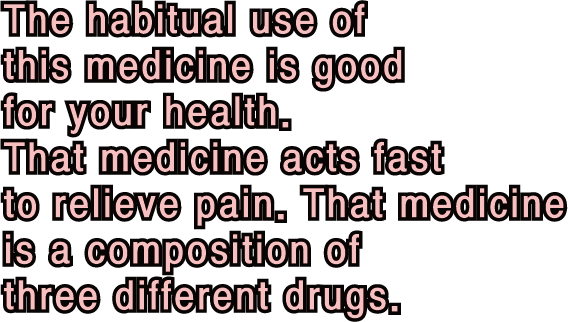 The habitual use of
this medicine is good
for your health.
That medicine acts fast
to relieve pain. That medicine
is a composition of
three different drugs.